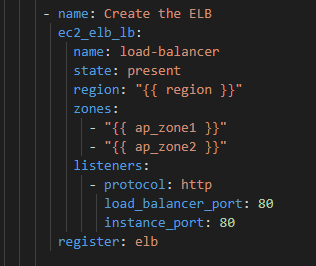 - name: Create the ELB
ec2_elb_lb:
name: load-balancer
state: present
region: "{{ region }}"
zones:
- "{{ ap_zone1 }}"
- "{{ ap_zone2 }}"
listeners:
- protocol: http
load_balancer_port: 80
instance_port: 80
register: elb